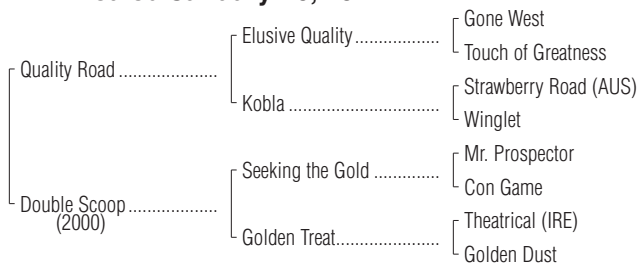 Gone West
Elusive Quality
Touch of Greatness
Quality Road
Strawberry Road (AUS)
Kobla
Winglet
Mr. Prospector
Seeking the Gold
Con Game
Double Scoop
(2000)
Theatrical (IRE)
Golden Treat
Golden Dust